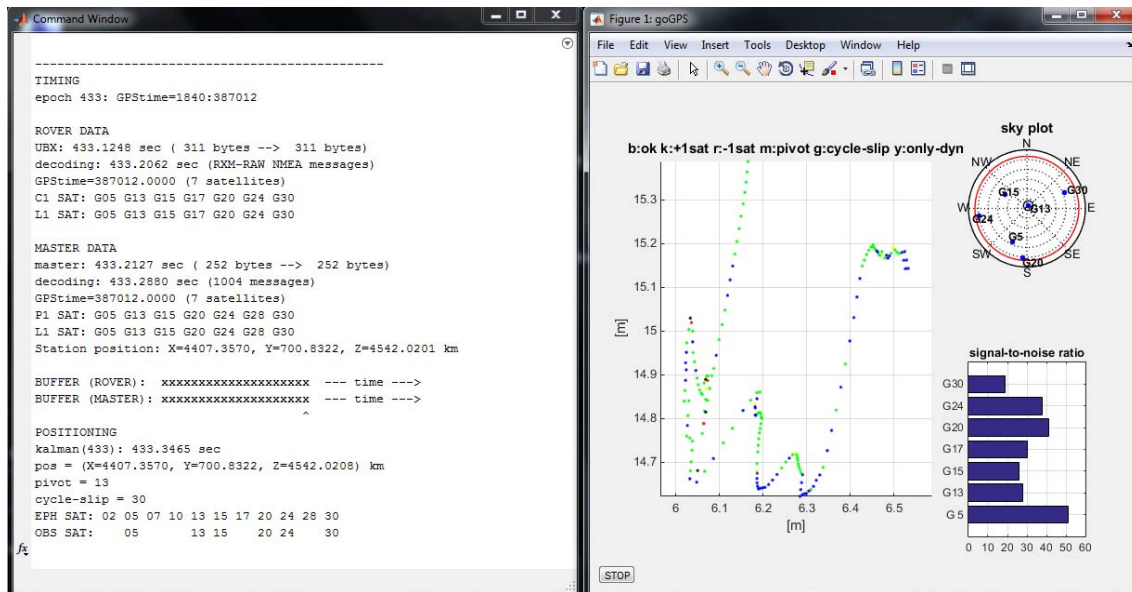 Command Window
------------------------------------------------
TIMING
epoch 433: GPStime=1840:387012
ROVER DATA
UBX: 433.1248 sec ( 311 bytes --> 311 bytes)
decoding: 433.2062 sec (RXM-RAW NMEA messages)
GPStime=387012.0000 (7 satellites)
C1 SAT: G05 G13 G15 G17 G20 G24 G30
L1 SAT: G05 G13 G15 G17 G20 G24 G30
MASTER DATA
master: 433.2127 sec ( 252 bytes --> 252 bytes)
decoding: 433.2880 sec (1004 messages)
GPStime=387012.0000 (7 satellites)
P1 SAT: G05 G13 G15 G20 G24 G28 G30
L1 SAT: G05 G13 G15 G20 G24 G28 G30
Station position: X=4407.3570, Y=700.8322, Z=4542.0201 km
BUFFER (ROVER): xxxxxxxxxxxxxxxxxxxx --- time --->
BUFFER (MASTER): xxxxxxxxxxxxxxxxxxxx --- time --->
^
POSITIONING
kalman(433): 433.3465 sec
pos = (X=4407.3570, Y=700.8322, Z=4542.0208) km
pivot = 13
cycle-slip = 30
EPH SAT: 02 05 07 10 13 15 17 20 24 28 30
OBS SAT: 05 13 15 20 24 30
fx
Figure 1: goGPS
File Edit View Insert Tools Desktop Window Help
b:ok k:+1sat r:-1sat m:pivot g:cycle-slip y:only-dyn
15.3
15.2
15.1
15
14.9
14.8
14.7
[m]
6 6.1 6.2 6.3 6.4 6.5
[m]
sky plot
N
NW NE
G15 G30
W G13 E
G24
G5
SW SE
G20
S
signal-to-noise ratio
G30
G24
G20
G17
G15
G13
G 5
0 10 20 30 40 50 60
STOP